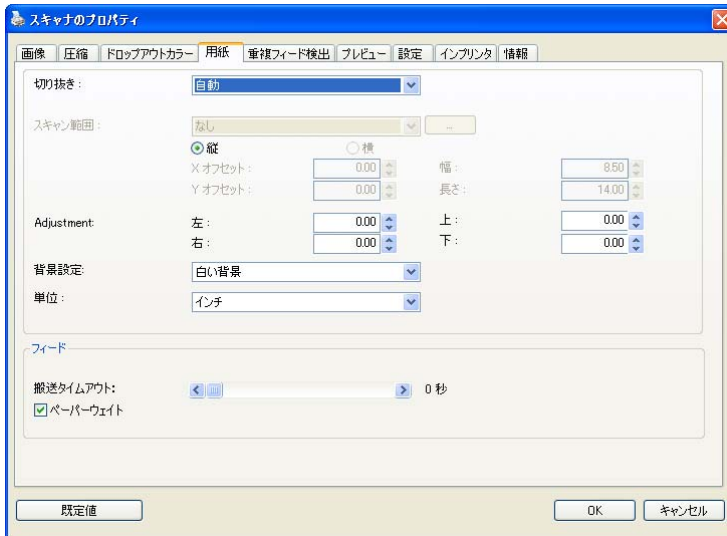 スキャナのプロパティ
画像 圧縮 ドロップアウトカラー 用紙 重複フィード検出 プレビュー 設定 インプリンタ 情報
切り抜き： 自動
スキャン範囲： なし ...
縦 横
Xオフセット： 0.00 幅： 8.50
Yオフセット： 0.00 長さ： 14.00
Adjustment: 左： 0.00 上： 0.00
右： 0.00 下： 0.00
背景設定: 白い背景
単位： インチ
フィード
搬送タイムアウト: 0 秒
ペーパーウェイト
既定値 OK キャンセル